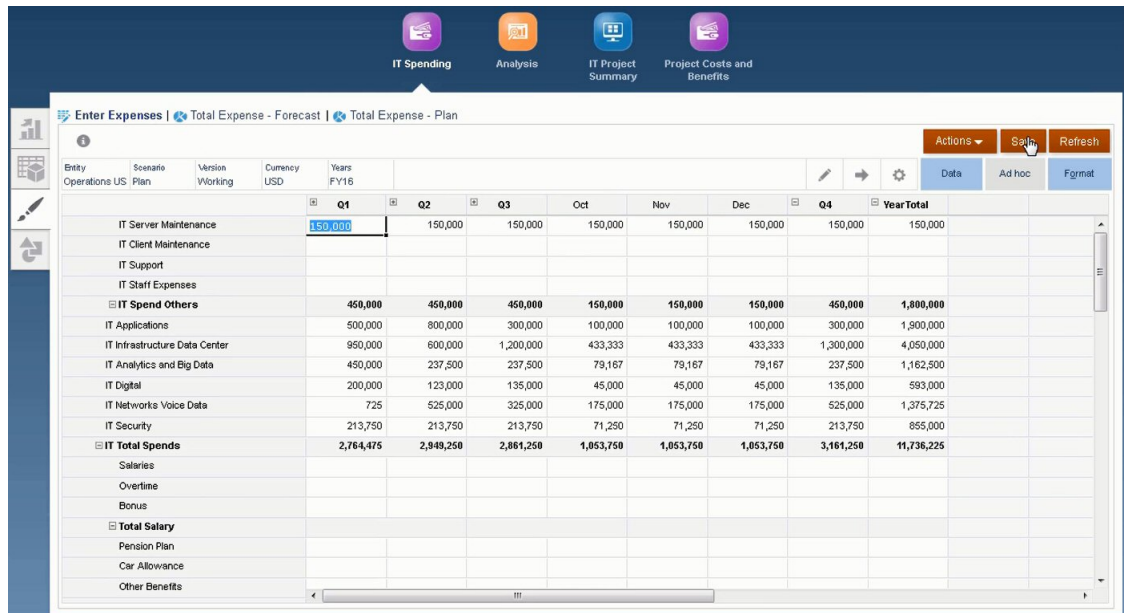 IT Spending Analysis IT Project Project Costs and
Summary Benefits
Enter Expenses | Total Expense - Forecast | Total Expense - Plan
Actions Save Refresh
Entity Scenario Version Currency Years
Operations US Plan Working USD FY16
Data Ad hoc Format
Q1 Q2 Q3 Oct Nov Dec Q4 YearTotal
IT Server Maintenance 150,000 150,000 150,000 150,000 150,000 150,000 150,000 150,000
IT Client Maintenance
IT Support
IT Staff Expenses
IT Spend Others 450,000 450,000 450,000 150,000 150,000 150,000 450,000 1,800,000
IT Applications 500,000 800,000 300,000 100,000 100,000 100,000 300,000 1,900,000
IT Infrastructure Data Center 950,000 600,000 1,200,000 433,333 433,333 433,333 1,300,000 4,050,000
IT Analytics and Big Data 450,000 237,500 237,500 79,167 79,167 79,167 237,500 1,162,500
IT Digital 200,000 123,000 135,000 45,000 45,000 45,000 135,000 593,000
IT Networks Voice Data 725 525,000 325,000 175,000 175,000 175,000 525,000 1,375,725
IT Security 213,750 213,750 213,750 71,250 71,250 71,250 213,750 855,000
IT Total Spends 2,764,475 2,949,250 2,861,250 1,053,750 1,053,750 1,053,750 3,161,250 11,736,225
Salaries
Overtime
Bonus
Total Salary
Pension Plan
Car Allowance
Other Benefits